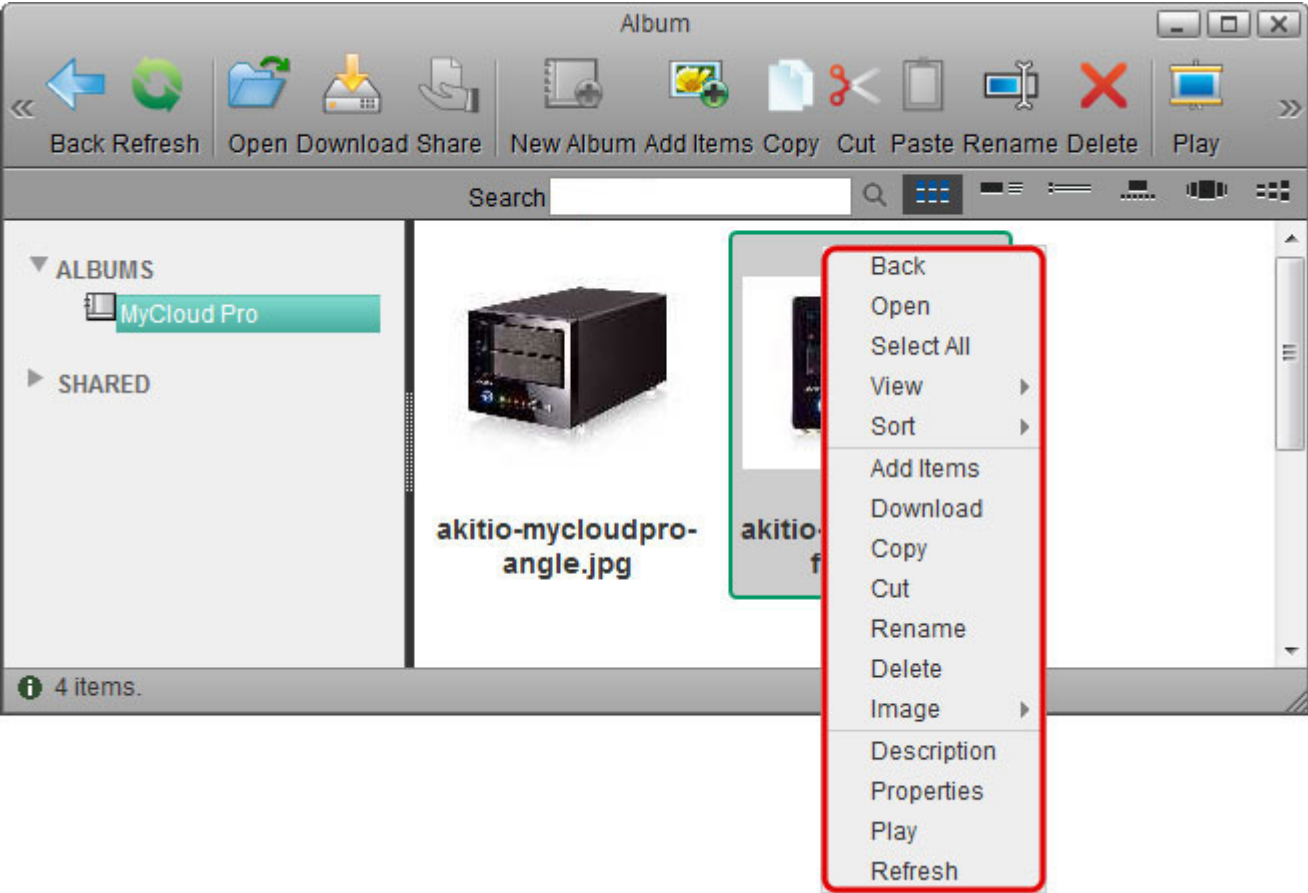 Album
Back Refresh Open Download Share New Album Add Items Copy Cut Paste Rename Delete Play
Search
ALBUMS
MyCloud Pro
SHARED
akitio-mycloudpro-
angle.jpg
akitio-
f
Back
Open
Select All
View
Sort
Add Items
Download
Copy
Cut
Rename
Delete
Image
Description
Properties
Play
Refresh
4 items.